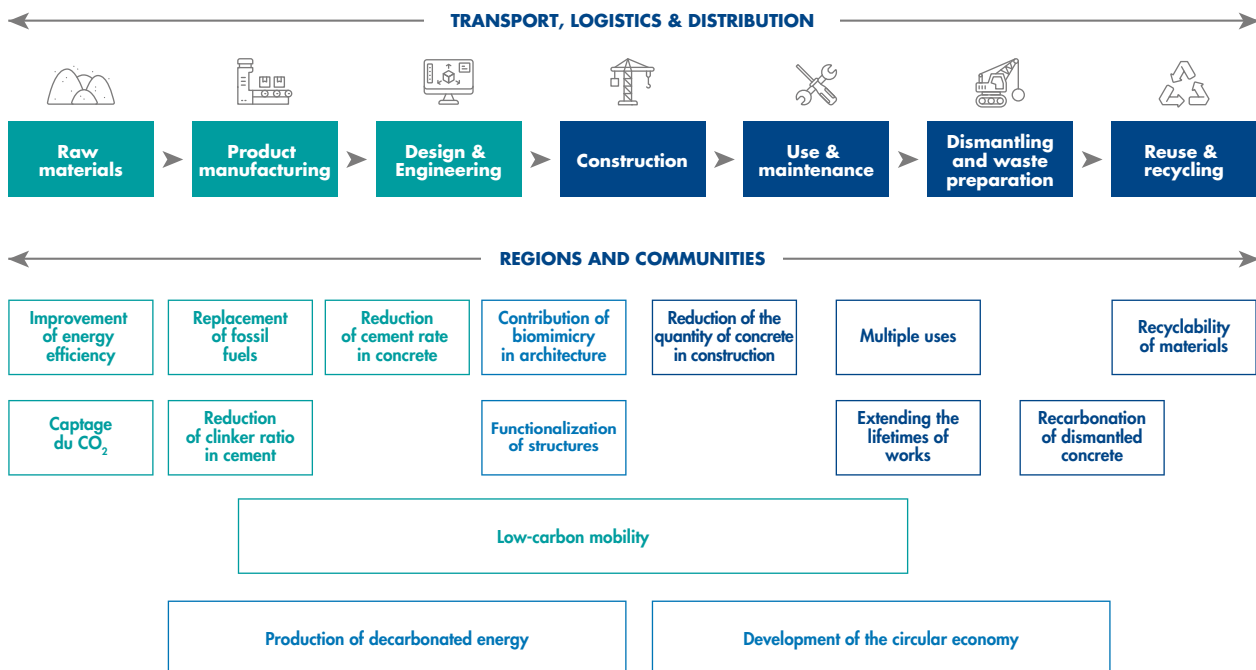 TRANSPORT, LOGISTICS & DISTRIBUTION
Raw
materials
Product
manufacturing
Design &
Engineering
Construction
Use &
maintenance
Dismantling
and waste
preparation
Reuse &
recycling
REGIONS AND COMMUNITIES
Improvement
of energy
efficiency
Replacement
of fossil
fuels
Reduction
of cement rate
in concrete
Contribution of
biomimicry
in architecture
Reduction of the
quantity of concrete
in construction
Multiple uses
Recyclability
of materials
Captage
du CO₂
Reduction
of clinker ratio
in cement
Functionalization
of structures
Extending the
lifetimes of
works
Recarbonation
of dismantled
concrete
Low-carbon mobility
Production of decarbonated energy
Development of the circular economy